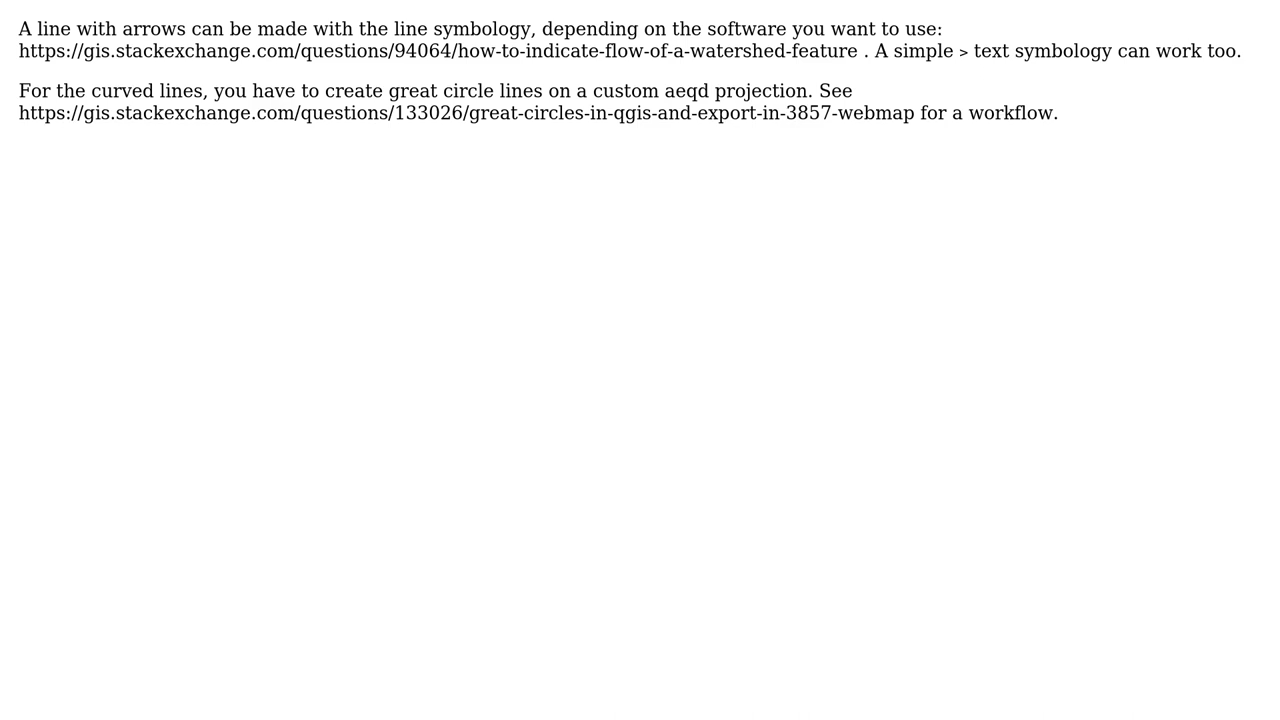 A line with arrows can be made with the line symbology, depending on the software you want to use:
https://gis.stackexchange.com/questions/94064/how-to-indicate-flow-of-a-watershed-feature . A simple > text symbology can work too.
For the curved lines, you have to create great circle lines on a custom aeqd projection. See
https://gis.stackexchange.com/questions/133026/great-circles-in-qgis-and-export-in-3857-webmap for a workflow.